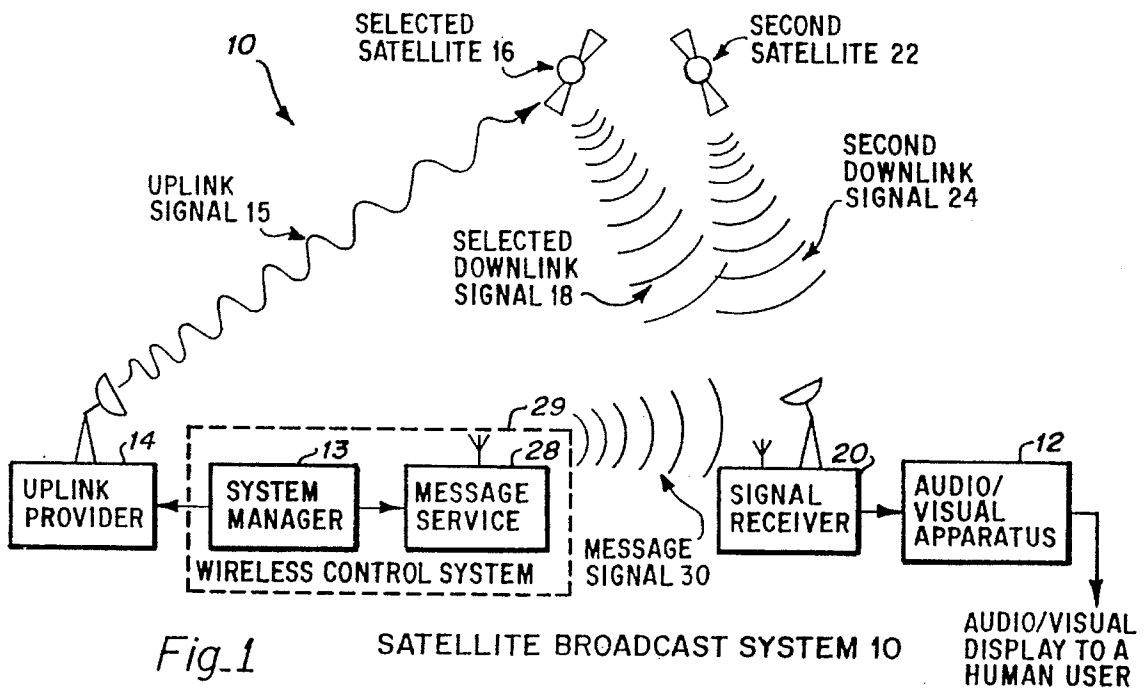 10
SELECTED
SATELLITE 16
SECOND
SATELLITE 22
UPLINK
SIGNAL 15
SECOND
DOWNLINK
SIGNAL 24
SELECTED
DOWNLINK
SIGNAL 18
14
UPLINK
PROVIDER
29
13
SYSTEM
MANAGER
28
MESSAGE
SERVICE
WIRELESS CONTROL SYSTEM
MESSAGE
SIGNAL 30
20
SIGNAL
RECEIVER
12
AUDIO/
VISUAL
APPARATUS
AUDIO/VISUAL
DISPLAY TO A
HUMAN USER
Fig_1
SATELLITE BROADCAST SYSTEM 10